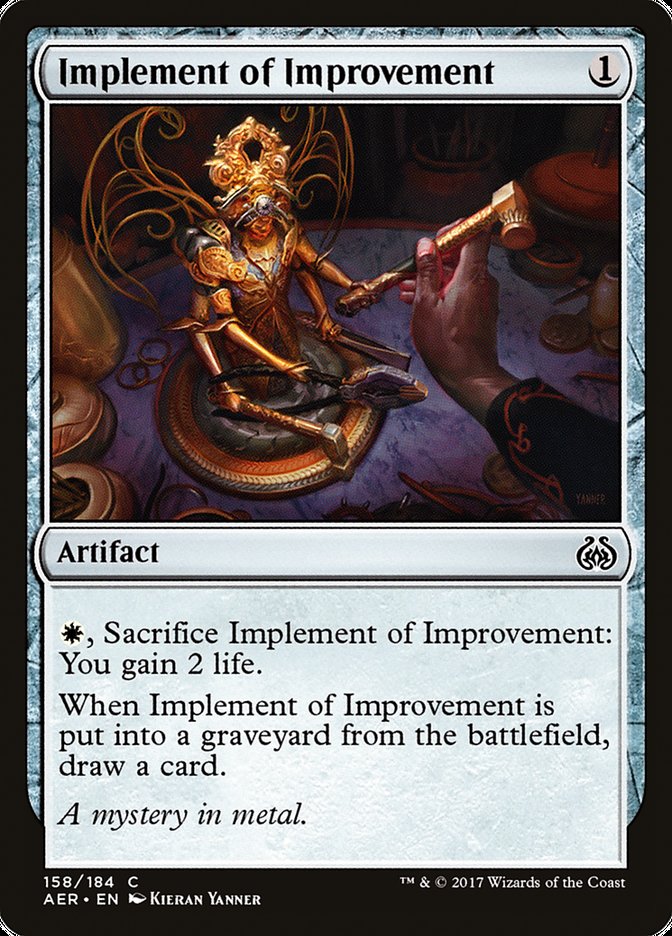 Implement of Improvement 1
YANNER
Artifact
, Sacrifice Implement of Improvement:
You gain 2 life.
When Implement of Improvement is
put into a graveyard from the battlefield,
draw a card.
A mystery in metal.
158/184 C
™ & © 2017 Wizards of the Coast
AER • EN Kieran Yanner